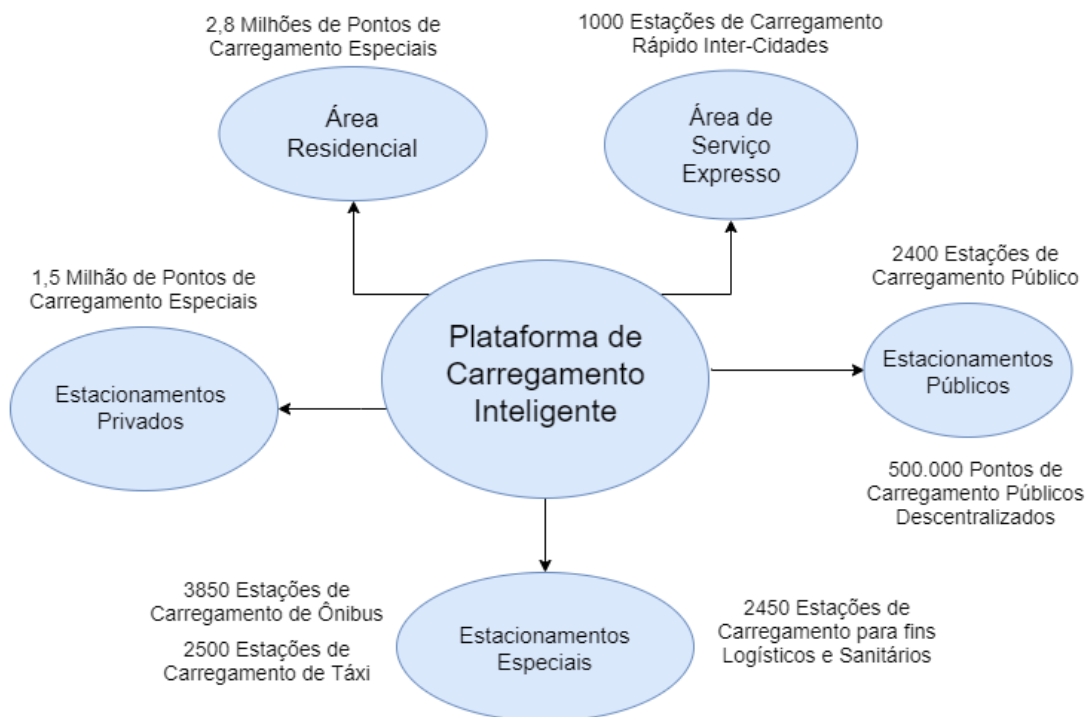 2,8 Milhões de Pontos de
Carregamento Especiais
1000 Estações de Carregamento
Rápido Inter-Cidades
Área
Residencial
Área de
Serviço
Expresso
1,5 Milhão de Pontos de
Carregamento Especiais
2400 Estações de
Carregamento Público
Plataforma de
Carregamento
Inteligente
Estacionamentos
Privados
Estacionamentos
Públicos
500.000 Pontos de
Carregamento Públicos
Descentralizados
3850 Estações de
Carregamento de Ônibus
2500 Estações de
Carregamento de Táxi
Estacionamentos
Especiais
2450 Estações de
Carregamento para fins
Logísticos e Sanitários